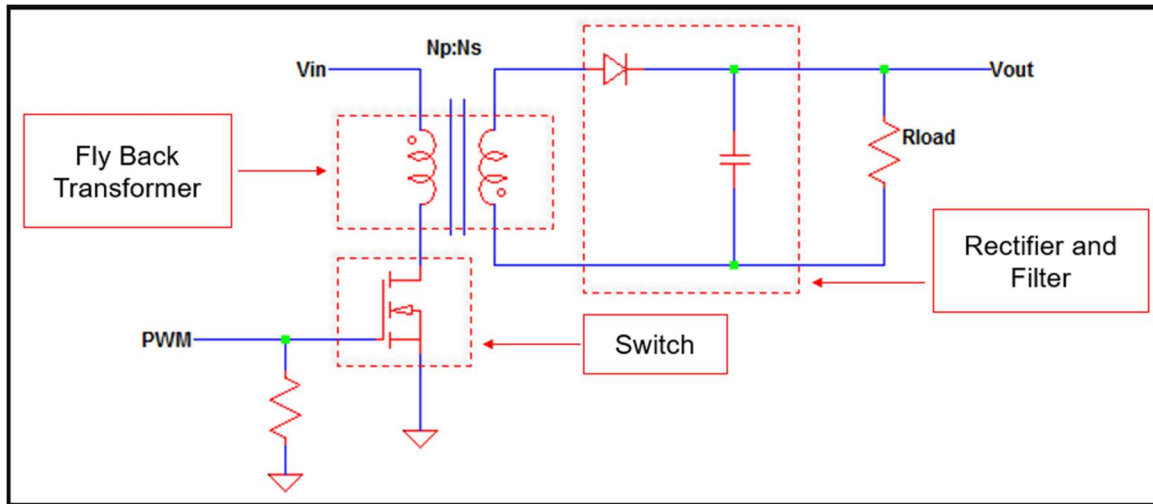 Np:Ns
Vin
Vout
Fly Back
Transformer
Rload
Rectifier and
Filter
PWM
Switch